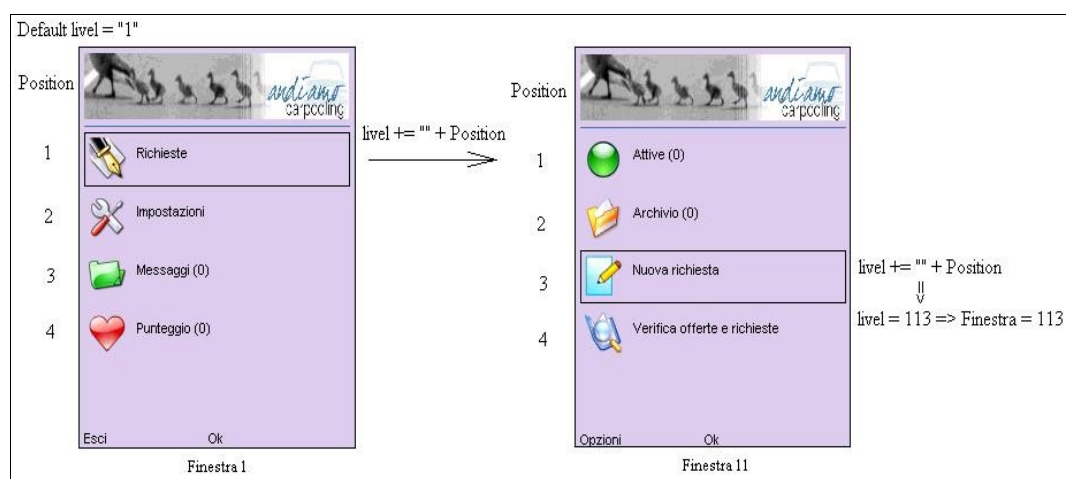 Default livel = "1"
Position
andiamo
carpooling
1
Richieste
2
Impostazioni
3
Messaggi (0)
4
Punteggio (0)
Esci
Ok
Finestra 1
livel += "" + Position
Position
andiamo
carpooling
1
Attive (0)
2
Archivio (0)
3
Nuova richiesta
4
Verifica offerte e richieste
Opzioni
Ok
Finestra 11
livel += "" + Position
livel = 113 => Finestra = 113